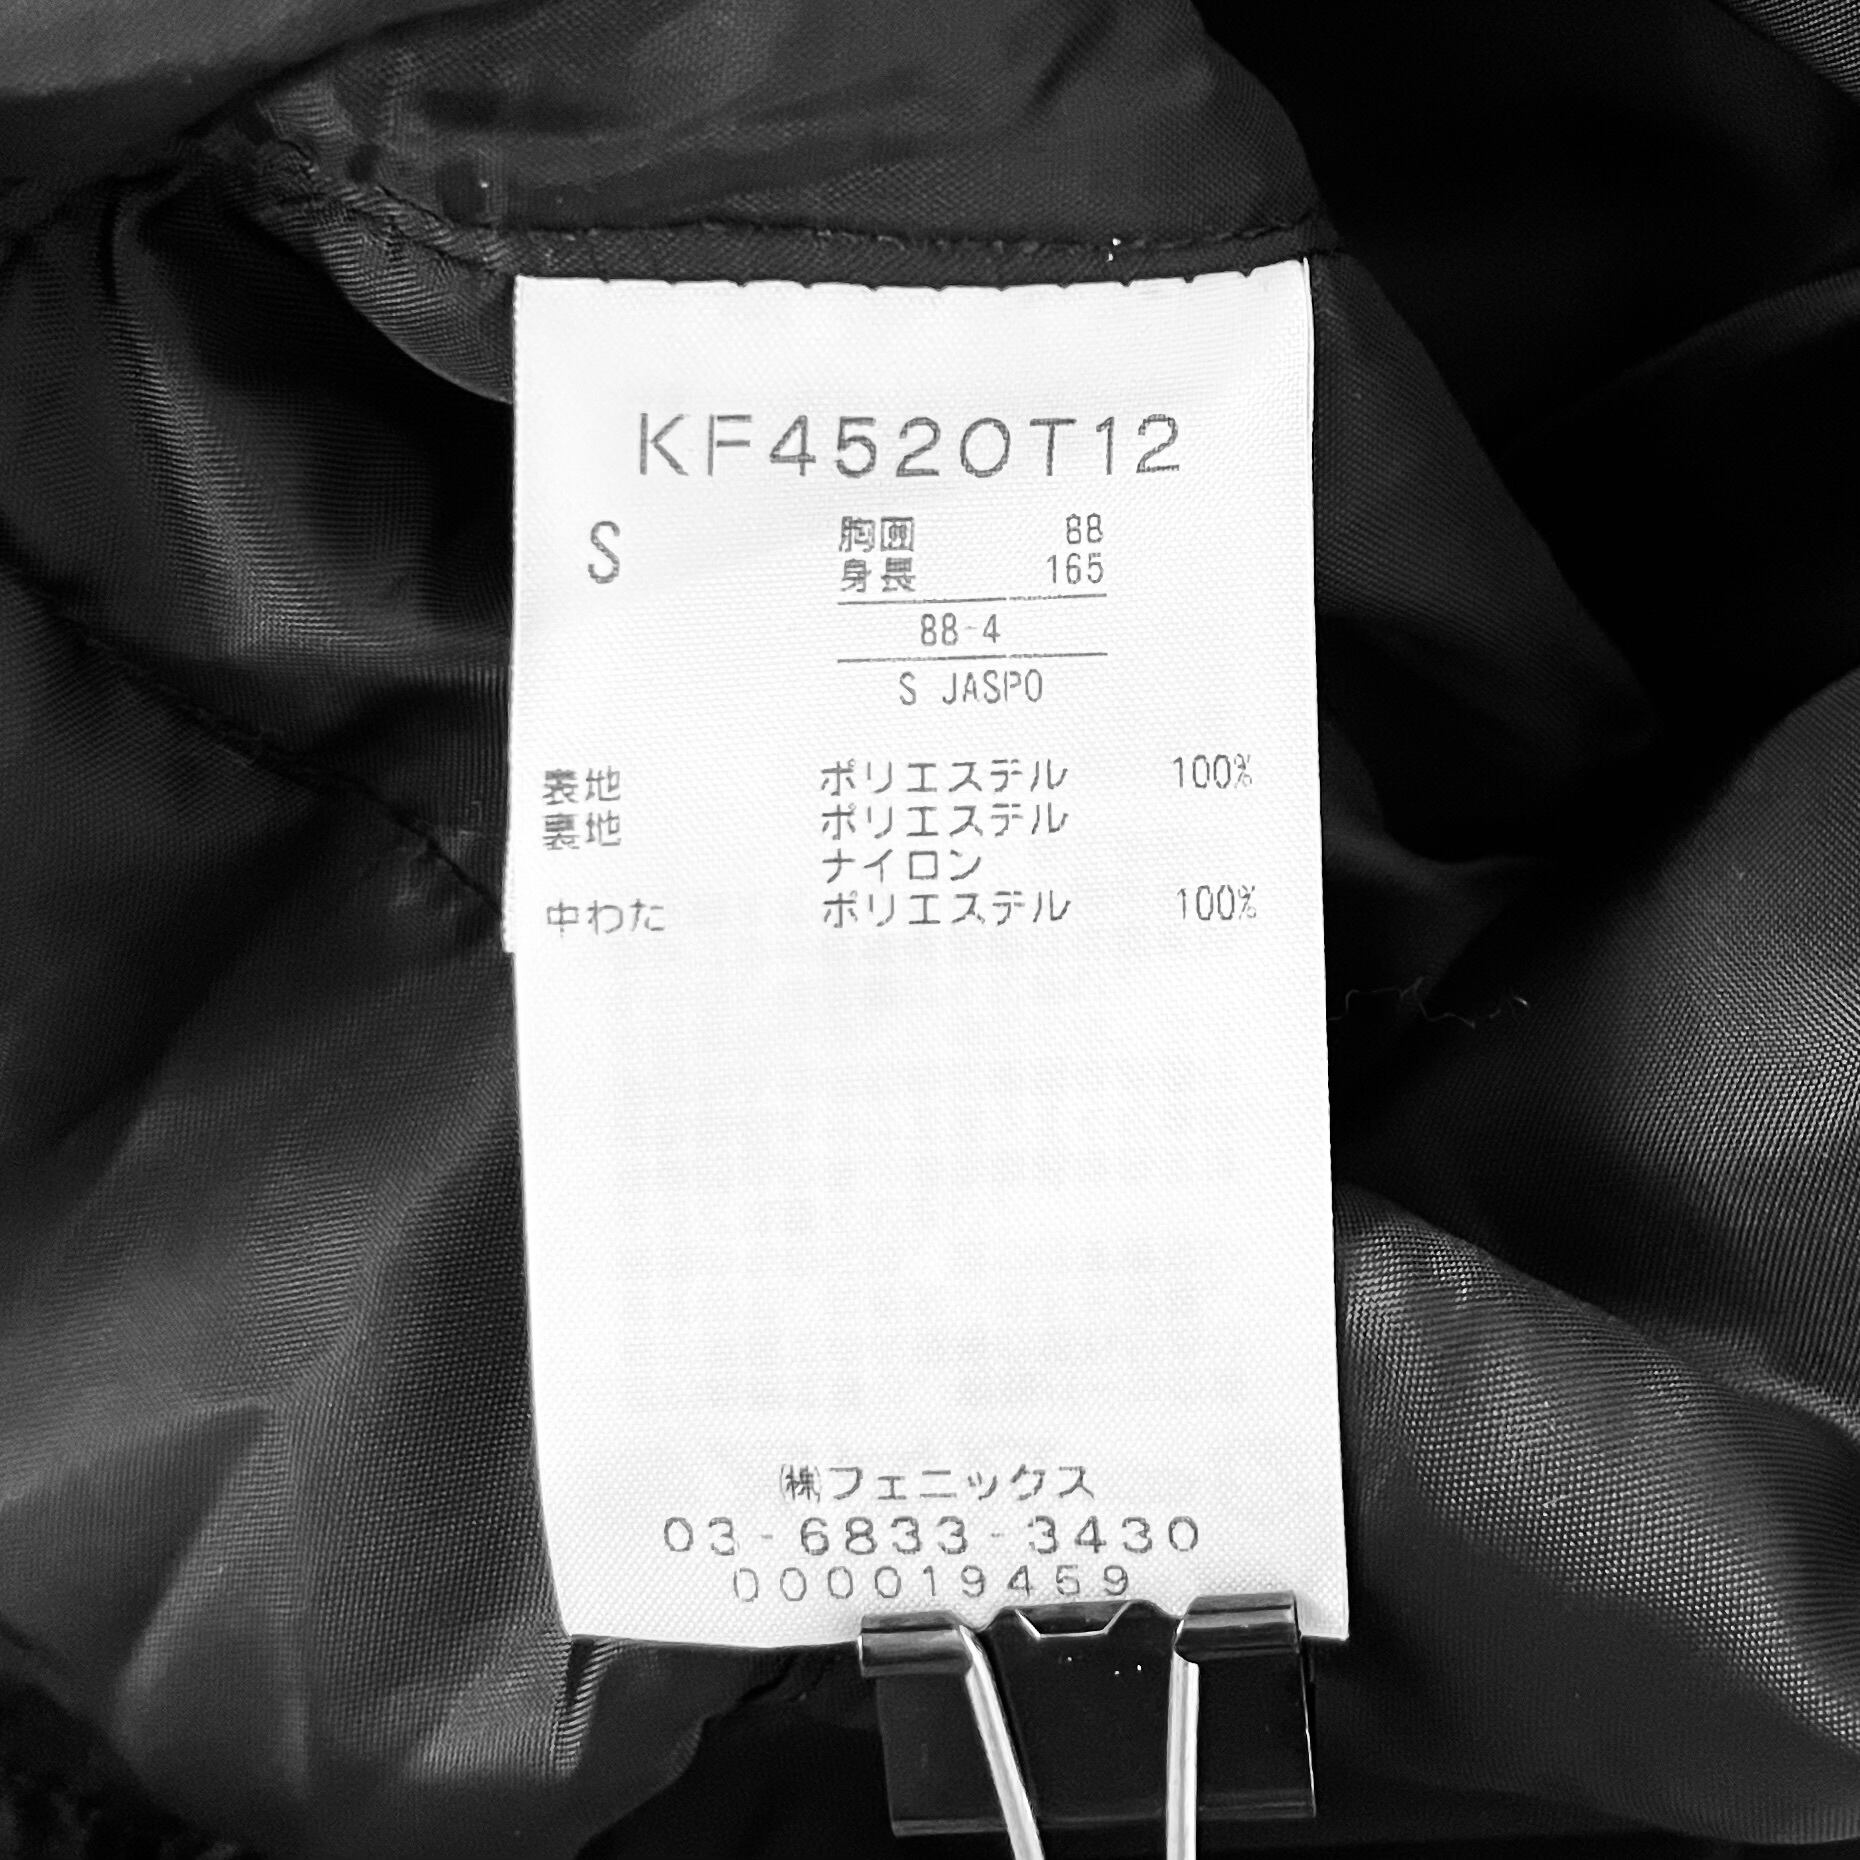 KF4520T12
S 胸囲 88
身長 165
88-4
S JASPO
表地 ポリエステル 100%
裏地 ポリエステル
ナイロン
中わた ポリエステル 100%
㈱フェニックス
03-6833-3430
000019459